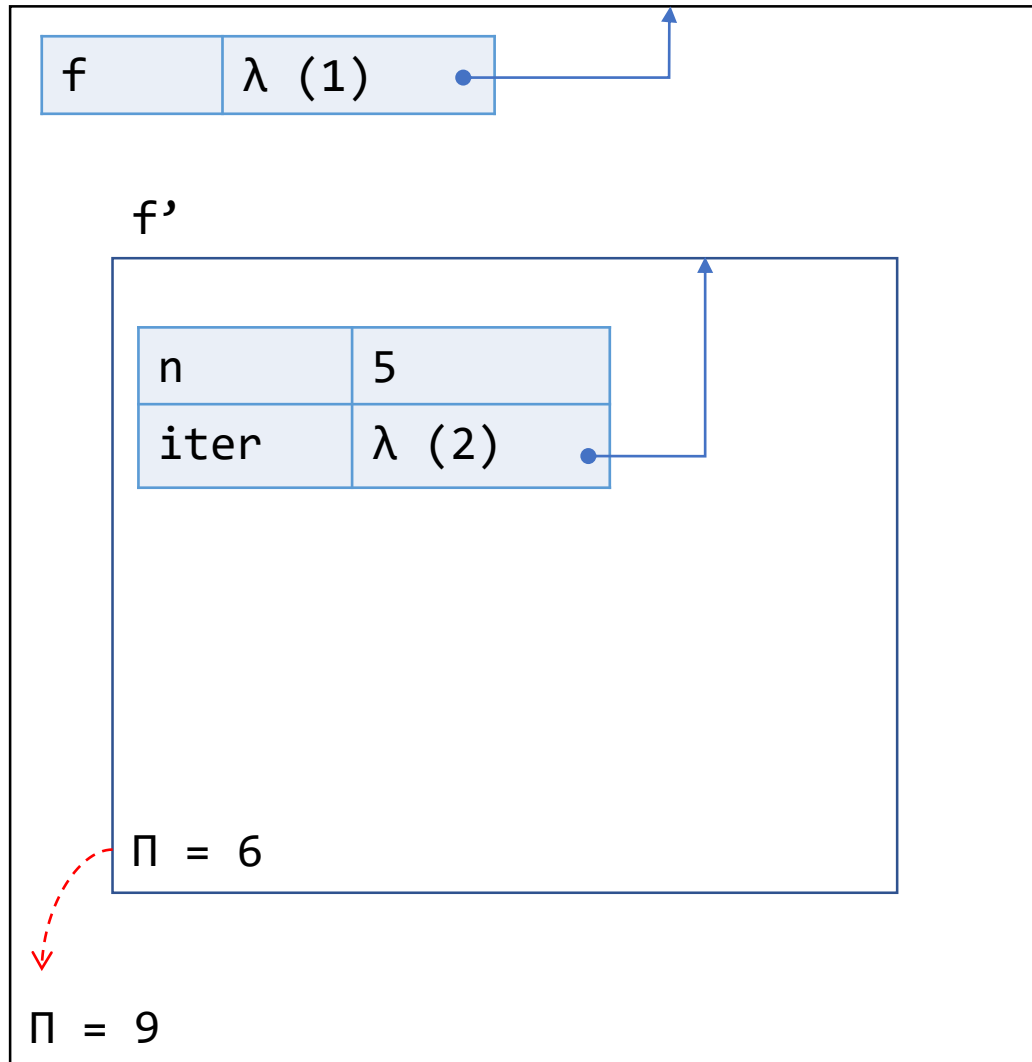 f λ (1)
f’
n 5
iter λ (2)
Π = 6
Π = 9